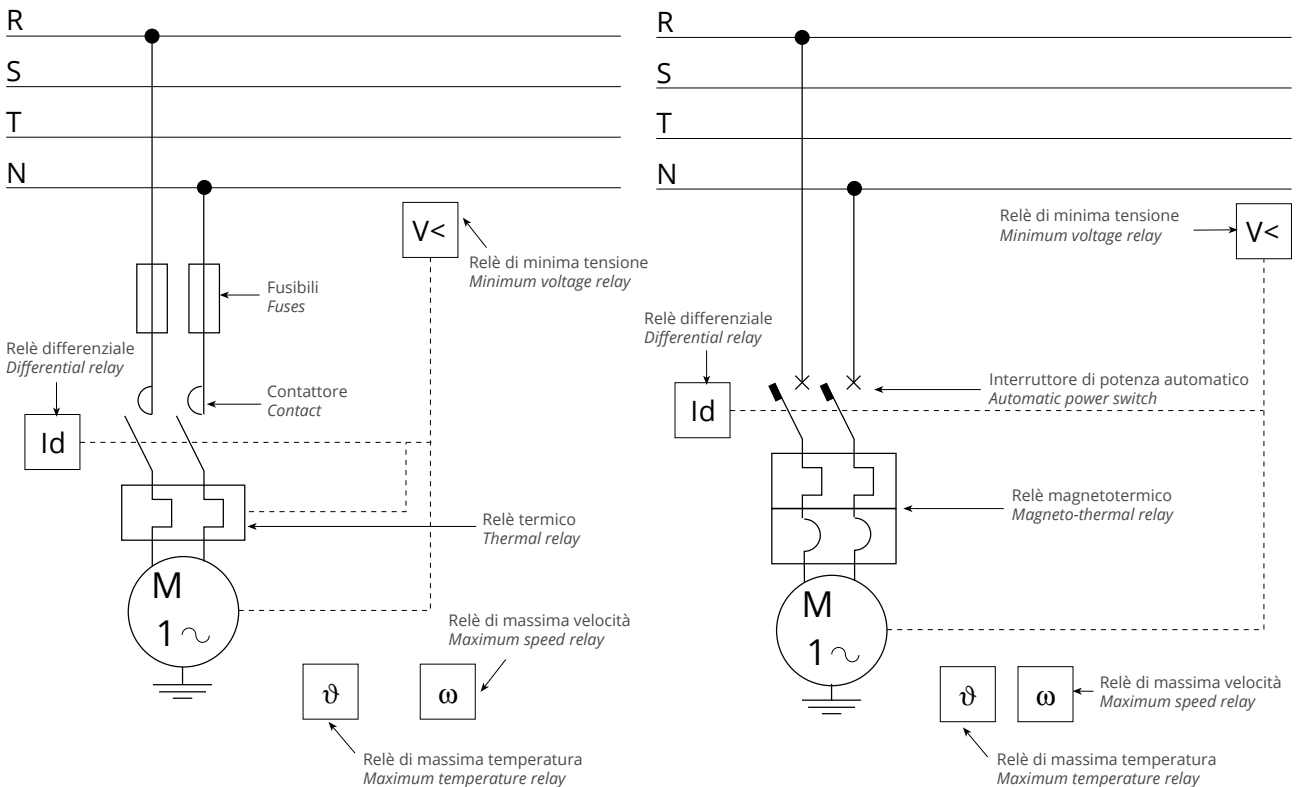 R
S
T
N
V<
Relè di minima tensione
Minimum voltage relay
Fusibili
Fuses
Relè differenziale
Differential relay
Contattore
Contact
Id
Relè termico
Thermal relay
M
1
Relè di massima velocità
Maximum speed relay
ϑ
ω
Relè di massima temperatura
Maximum temperature relay
R
S
T
N
Relè di minima tensione
Minimum voltage relay
V<
Relè differenziale
Differential relay
Interruttore di potenza automatico
Automatic power switch
Id
Relè magnetotermico
Magneto-thermal relay
M
1
ϑ
ω
Relè di massima velocità
Maximum speed relay
Relè di massima temperatura
Maximum temperature relay